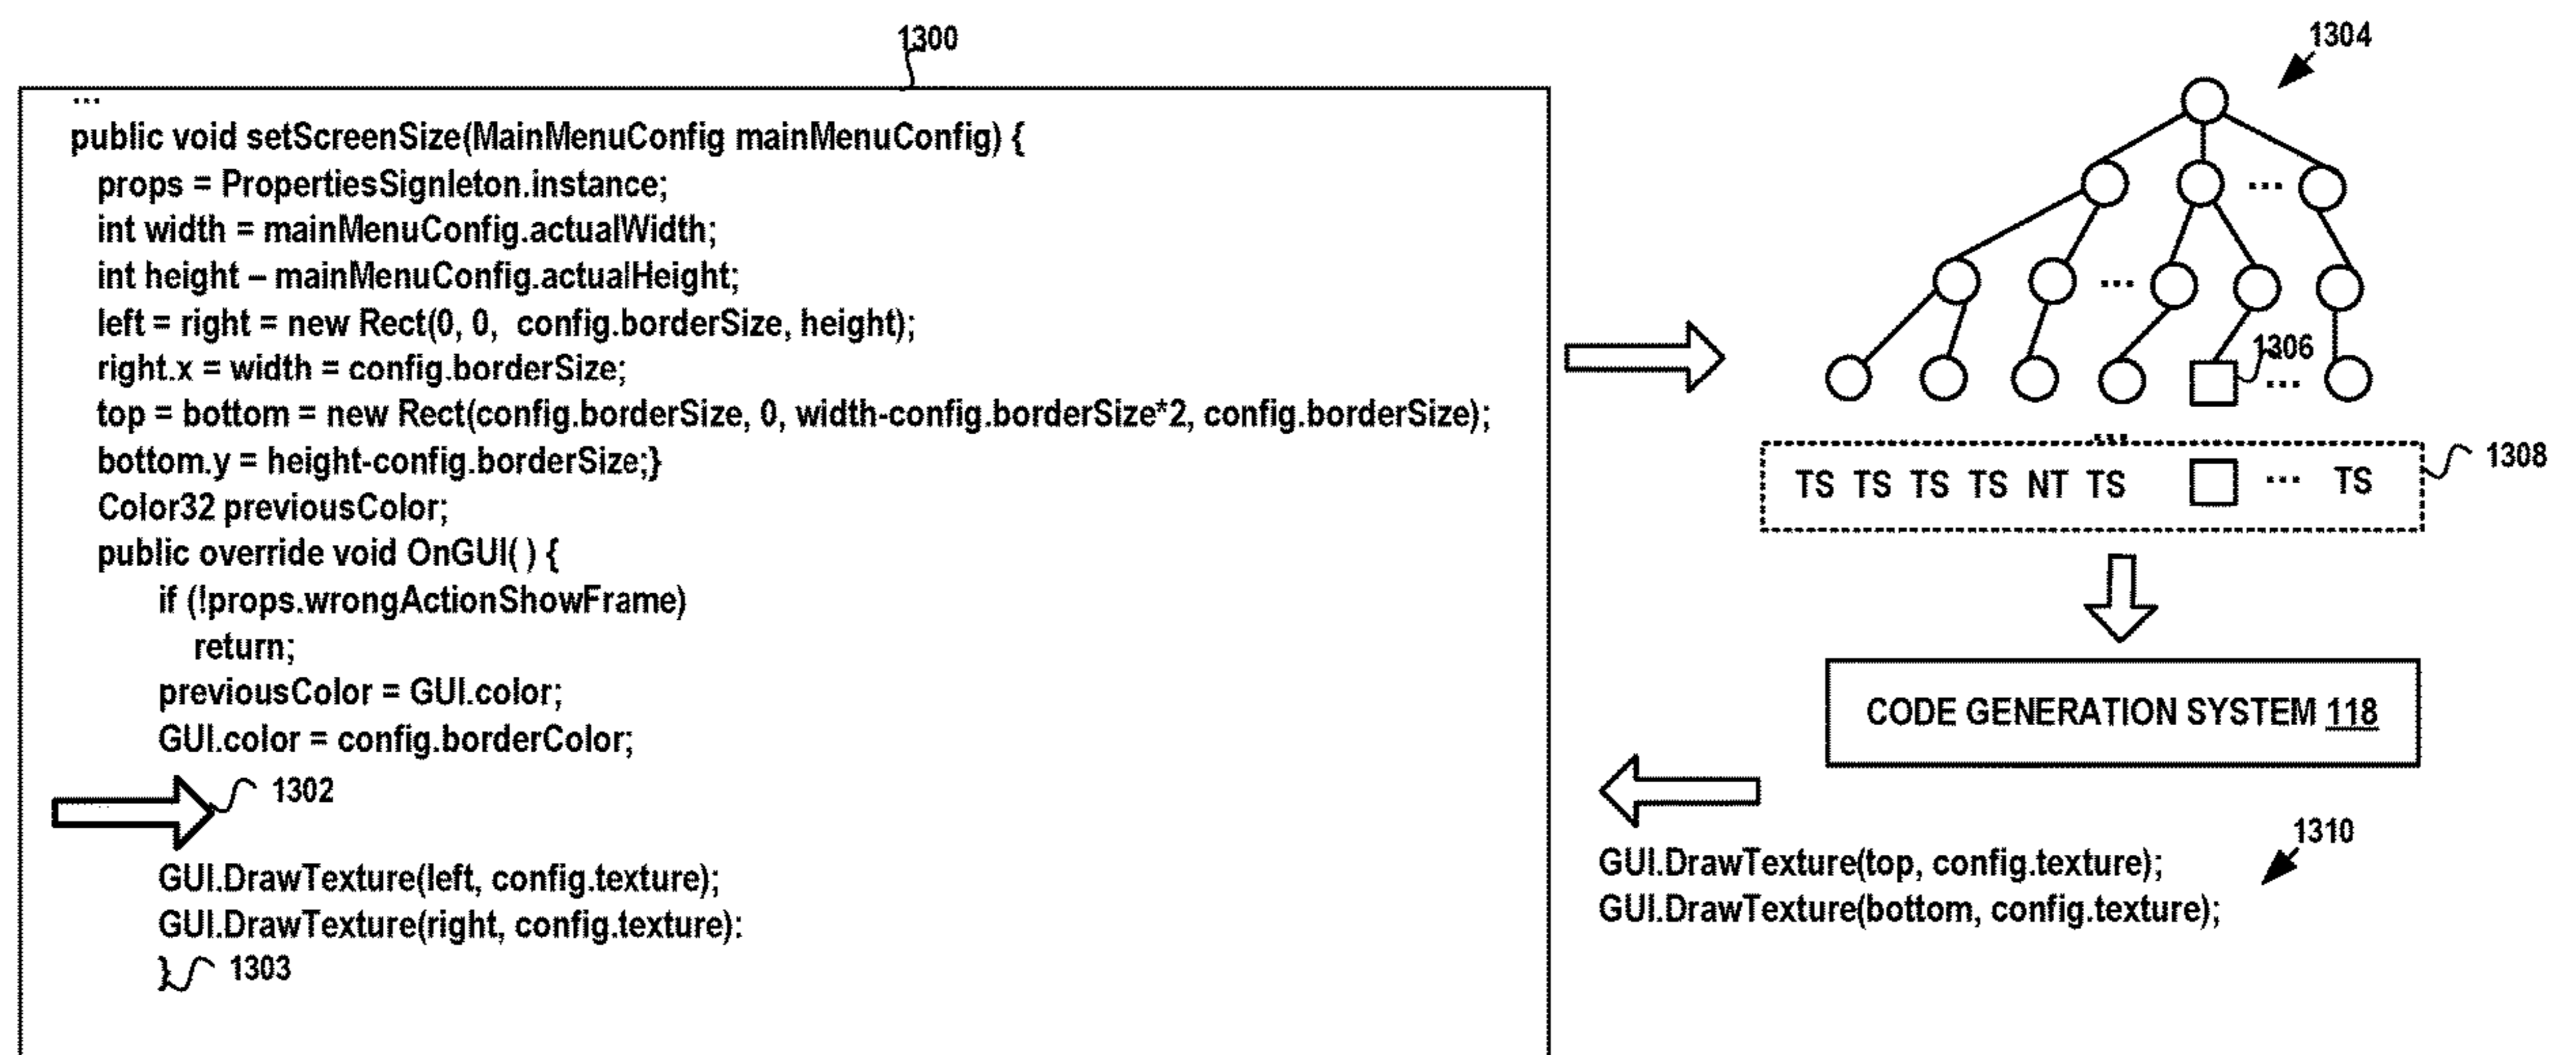 1300
...
public void setScreenSize(MainMenuConfig mainMenuConfig) {
props = PropertiesSignleton.instance;
int width = mainMenuConfig.actualWidth;
int height – mainMenuConfig.actualHeight;
left = right = new Rect(0, 0, config.borderSize, height);
right.x = width = config.borderSize;
top = bottom = new Rect(config.borderSize, 0, width-config.borderSize*2, config.borderSize);
bottom.y = height-config.borderSize;}
Color32 previousColor;
public override void OnGUI( ) {
if (!props.wrongActionShowFrame)
return;
previousColor = GUI.color;
GUI.color = config.borderColor;
1302
GUI.DrawTexture(left, config.texture);
GUI.DrawTexture(right, config.texture):
}
1303
1304
...
...
1306
...
...
1308
TS TS TS TS NT TS ... TS
CODE GENERATION SYSTEM 118
1310
GUI.DrawTexture(top, config.texture);
GUI.DrawTexture(bottom, config.texture);